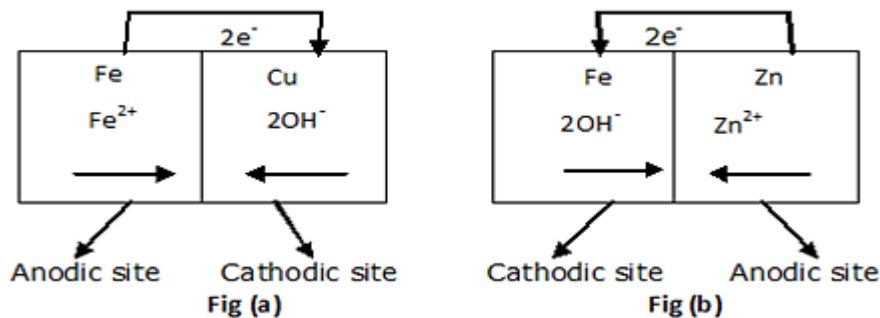 2e⁻ 2e⁻
Fe Cu Fe Zn
Fe²⁺ 2OH⁻ 2OH⁻ Zn²⁺
Anodic site Cathodic site Cathodic site Anodic site
Fig (a) Fig (b)